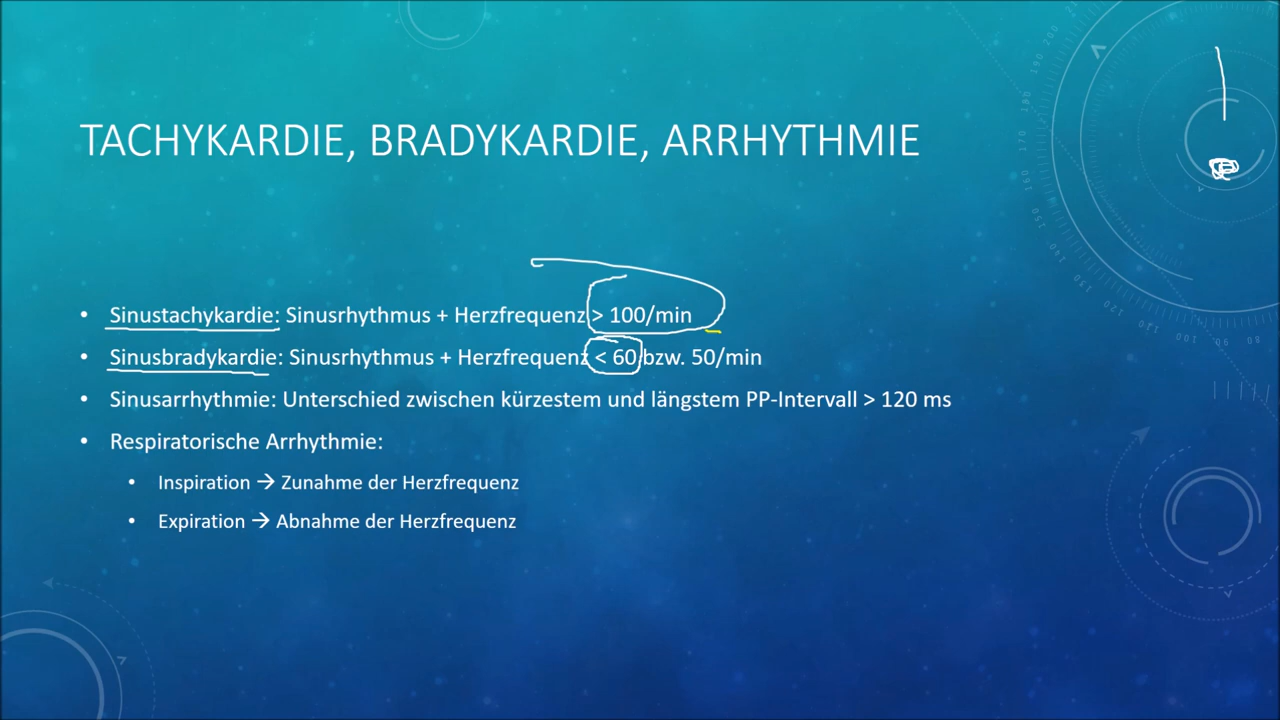 TACHYKARDIE, BRADYKARDIE, ARRHYTHMIE
• Sinustachykardie: Sinusrhythmus + Herzfrequenz > 100/min
• Sinusbradykardie: Sinusrhythmus + Herzfrequenz < 60 bzw. 50/min
• Sinusarrhythmie: Unterschied zwischen kürzestem und längstem PP-Intervall > 120 ms
• Respiratorische Arrhythmie:
• Inspiration → Zunahme der Herzfrequenz
• Expiration → Abnahme der Herzfrequenz